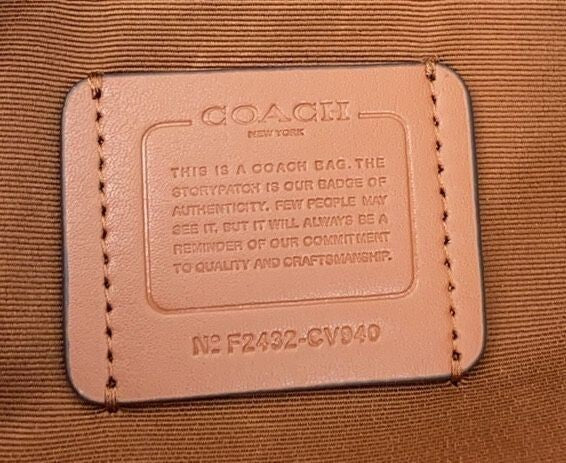 COACH
NEW YORK
THIS IS A COACH BAG. THE
STORYPATCH IS OUR BADGE OF
AUTHENTICITY. FEW PEOPLE MAY
SEE IT, BUT IT WILL ALWAYS BE A
REMINDER OF OUR COMMITMENT
TO QUALITY AND CRAFTSMANSHIP.
Nº F2432-CV940